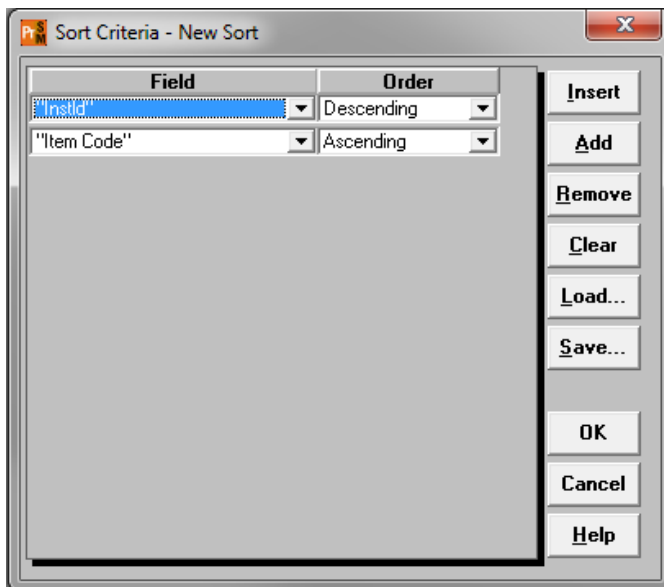 PrSM Sort Criteria - New Sort
Field Order
"InstId" Descending
"Item Code" Ascending
Insert
Add
Remove
Clear
Load...
Save...
OK
Cancel
Help